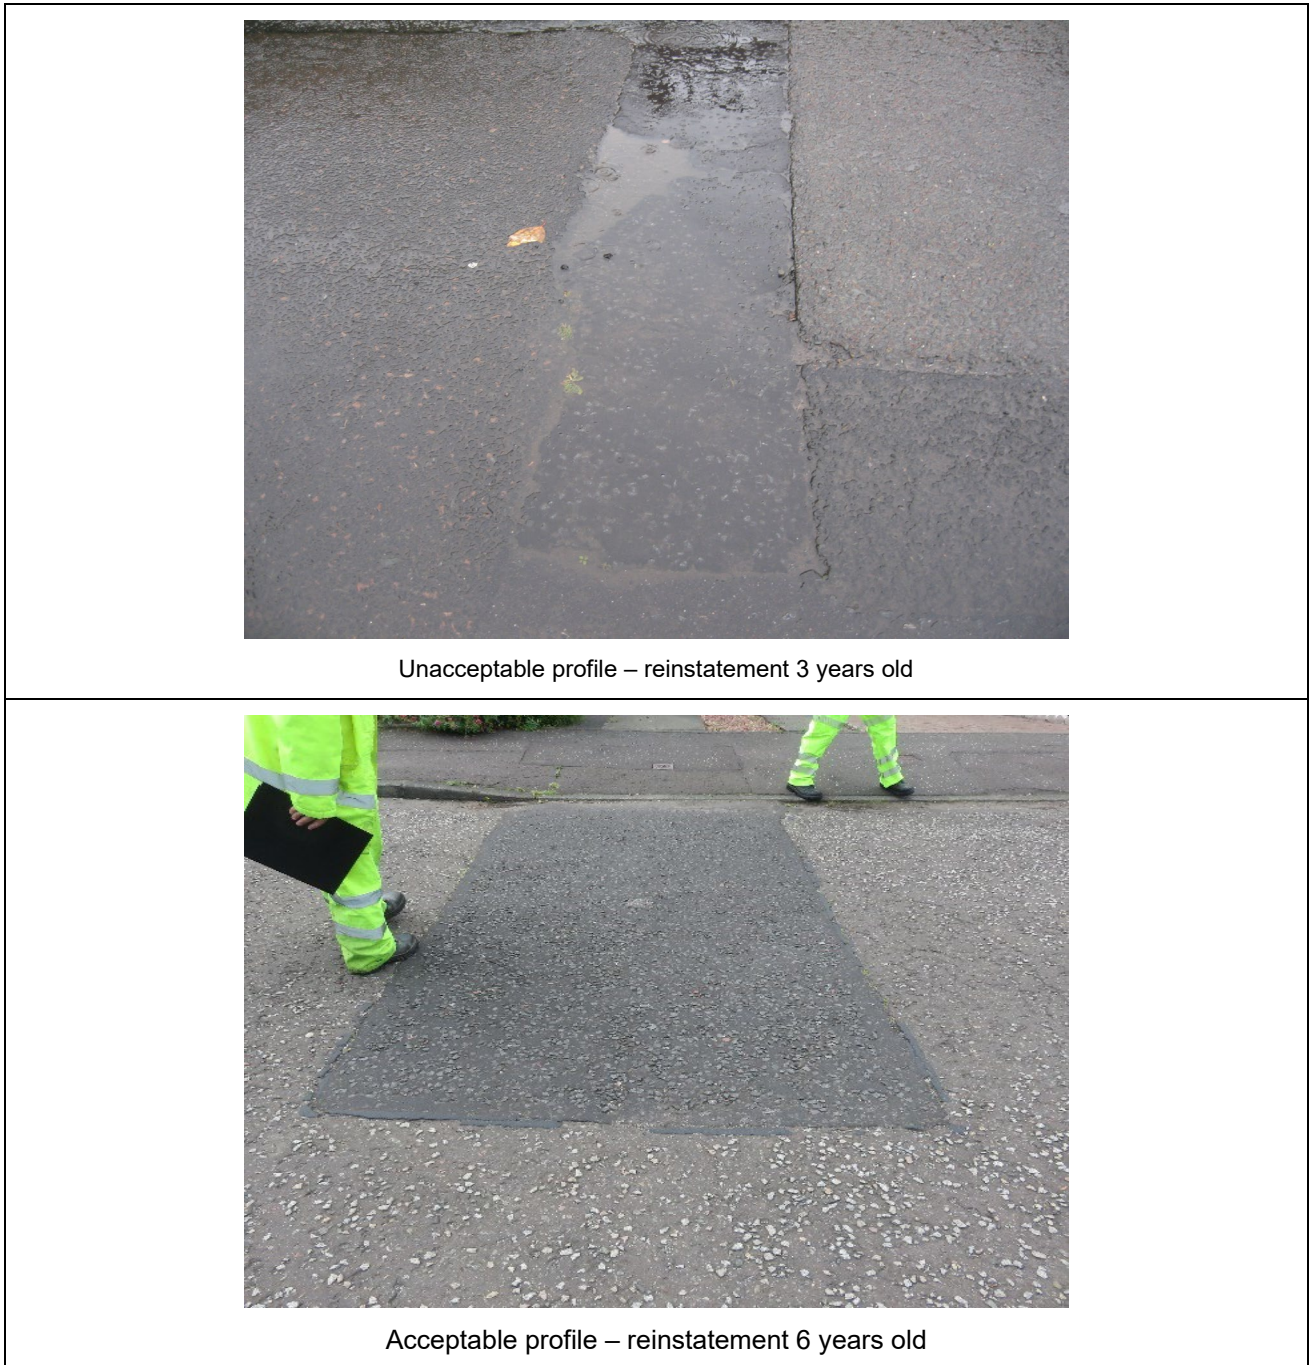 Unacceptable profile – reinstatement 3 years old
Acceptable profile – reinstatement 6 years old